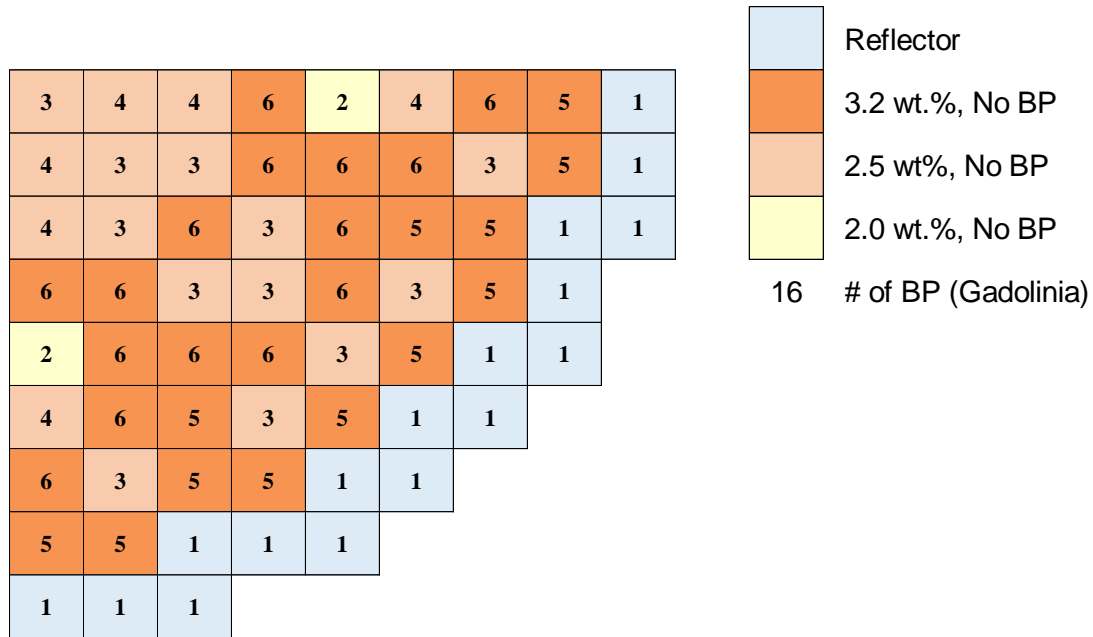 3 4 4 6 2 4 6 5 1
4 3 3 6 6 6 3 5 1
4 3 6 3 6 5 5 1 1
6 6 3 3 6 3 5 1
2 6 6 6 3 5 1 1
4 6 5 3 5 1 1
6 3 5 5 1 1
5 5 1 1 1
1 1 1
Reflector
3.2 wt.%, No BP
2.5 wt%, No BP
2.0 wt.%, No BP
16 # of BP (Gadolinia)